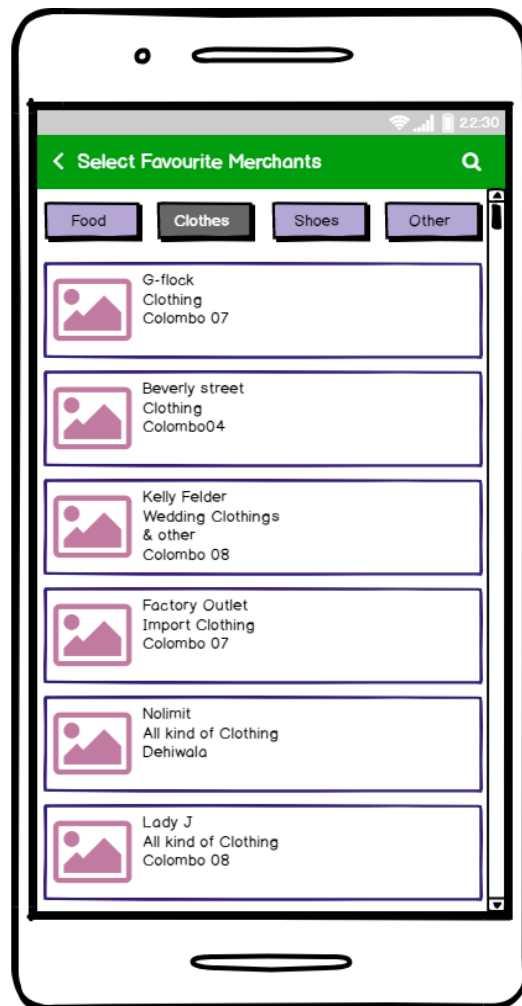 22:30
Select Favourite Merchants
Food
Clothes
Shoes
Other
G-flock
Clothing
Colombo 07
Beverly street
Clothing
Colombo04
Kelly Felder
Wedding Clothings
& other
Colombo 08
Factory Outlet
Import Clothing
Colombo 07
Nolimit
All kind of Clothing
Dehiwala
Lady J
All kind of Clothing
Colombo 08